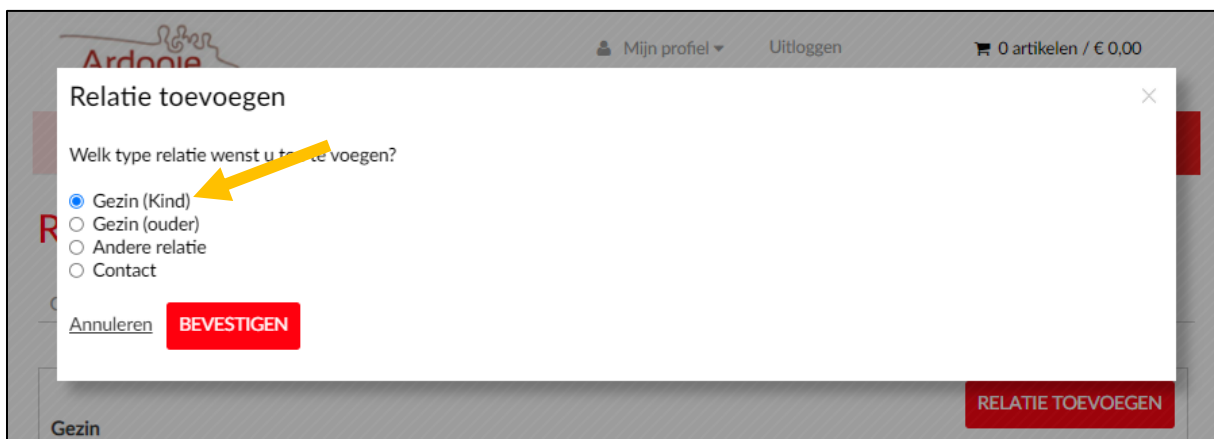 Ardooie
Mijn profiel
Uitloggen
0 artikelen / € 0,00
Relatie toevoegen
Welk type relatie wenst u te voegen?
Gezin (Kind)
Gezin (ouder)
Andere relatie
Contact
Annuleren
BEVESTIGEN
RELATIE TOEVOEGEN
Gezin